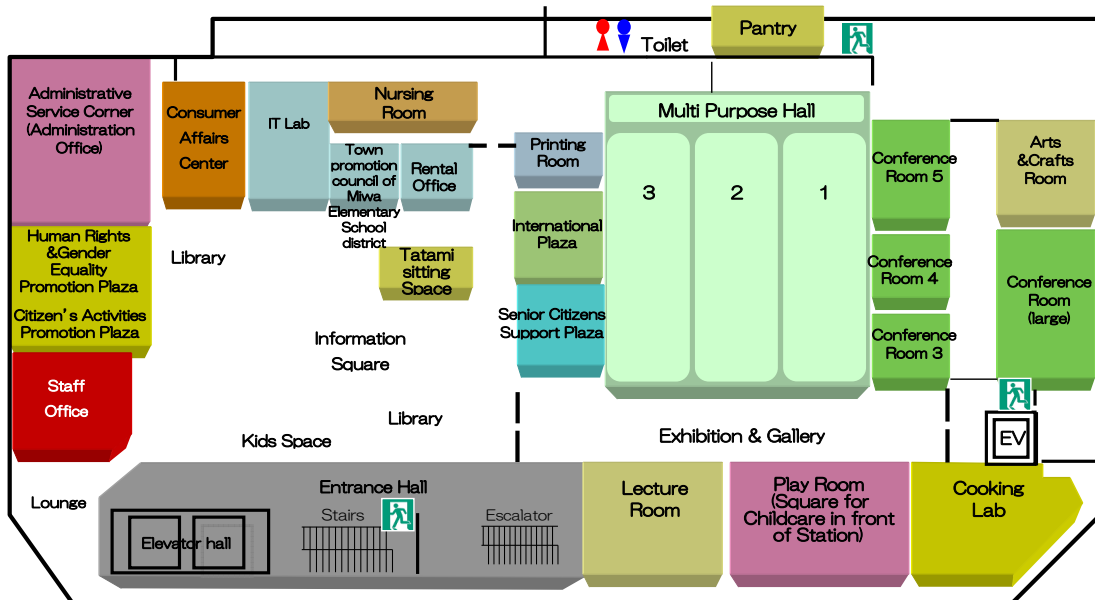 Toilet
Pantry
Administrative
Service Corner
(Administration
Office)
Consumer
Affairs
Center
IT Lab
Nursing
Room
Town
promotion
council of
Miwa
Elementary
School
district
Rental
Office
Printing
Room
Multi Purpose Hall
3
2
1
Conference
Room 5
Arts
&Crafts
Room
Human Rights
&Gender
Equality
Promotion Plaza
Citizen's Activities
Promotion Plaza
Library
Tatami
sitting
Space
International
Plaza
Conference
Room 4
Conference
Room
(large)
Senior Citizens
Support Plaza
Conference
Room 3
Information
Square
Staff
Office
Library
Kids Space
Exhibition & Gallery
EV
Lounge
Entrance Hall
Stairs
Escalator
Elevator hall
Lecture
Room
Play Room
(Square for
Childcare in front
of Station)
Cooking
Lab